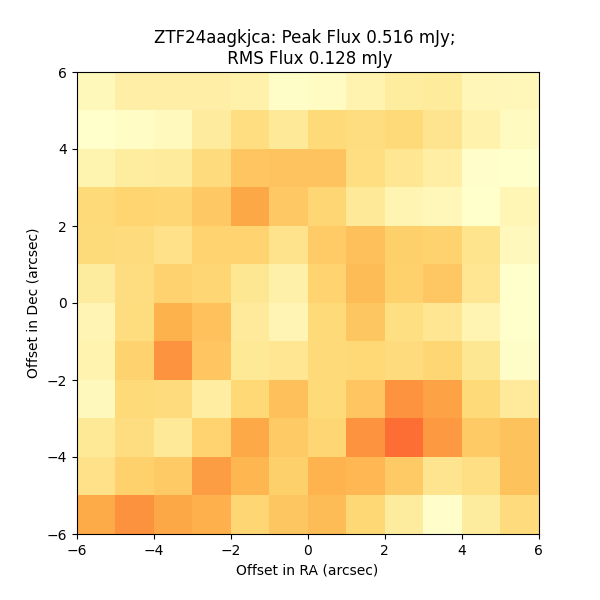 ZTF24aagkjca: Peak Flux 0.516 mJy;
RMS Flux 0.128 mJy
6
4
2
0
−2
−4
−6
Offset in Dec (arcsec)
−6 −4 −2 0 2 4 6
Offset in RA (arcsec)